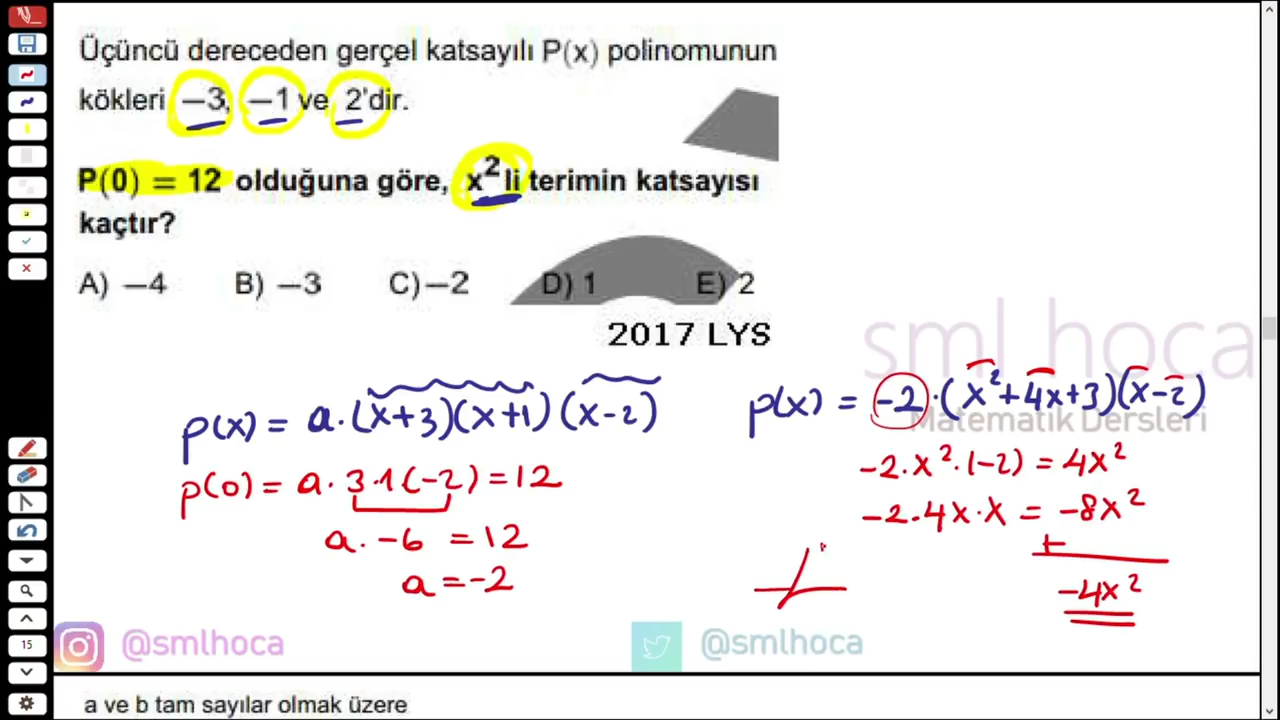 Üçüncü dereceden gerçel katsayılı P(x) polinomunun
kökleri −3, −1 ve 2'dir.
P(0) = 12 olduğuna göre, x² li terimin katsayısı
kaçtır?
A) −4 B) −3 C) −2 D) 1 E) 2
2017 LYS
sml hoca
Matematik Dersleri
p(x) = a.(x+3)(x+1)(x-2)
p(0) = a.3.1(-2) = 12
a. -6 = 12
a = -2
p(x) = -2.(x²+4x+3)(x-2)
-2.x².(-2) = 4x²
-2.4x.x = -8x²
+
-4x²
@smlhoca
@smlhoca
15
a ve b tam sayılar olmak üzere